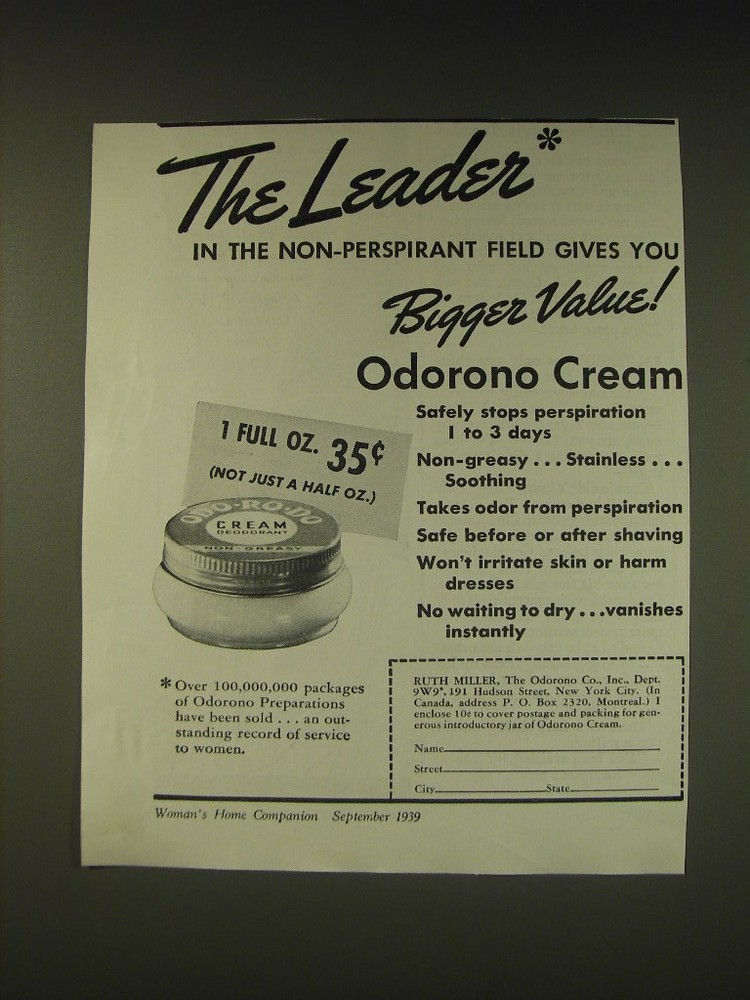 The Leader*
IN THE NON-PERSPIRANT FIELD GIVES YOU
Bigger Value!
Odorono Cream
1 FULL OZ. 35¢
(NOT JUST A HALF OZ.)
ODO·RO·DO
CREAM
DEODORANT
NON-GREASY
Safely stops perspiration
1 to 3 days
Non-greasy ... Stainless ...
Soothing
Takes odor from perspiration
Safe before or after shaving
Won't irritate skin or harm
dresses
No waiting to dry ...vanishes
instantly
* Over 100,000,000 packages
of Odorono Preparations
have been sold ... an out-
standing record of service
to women.
RUTH MILLER, The Odorono Co., Inc., Dept.
9W9*, 191 Hudson Street, New York City. (In
Canada, address P. O. Box 2320, Montreal.) I
enclose 10¢ to cover postage and packing for gen-
erous introductory jar of Odorono Cream.
Name
Street
City State
Woman's Home Companion September 1939